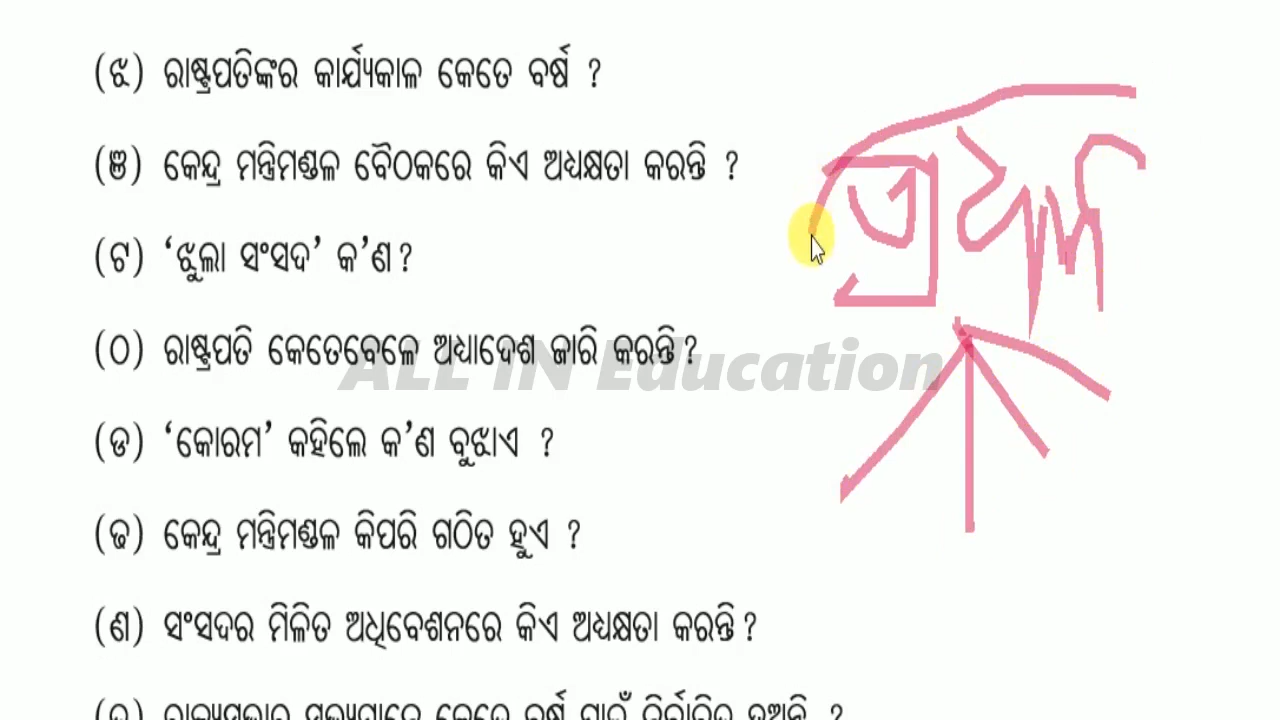 (ଝ) ରାଷ୍ଟ୍ରପତିଙ୍କର କାର୍ଯ୍ୟକାଳ କେତେ ବର୍ଷ ?
(ଞ) କେନ୍ଦ୍ର ମନ୍ତ୍ରିମଣ୍ଡଳ ବୈଠକରେ କିଏ ଅଧ୍ୟକ୍ଷତା କରନ୍ତି ?
(ଟ) ‘ଝୁଲା ସଂସଦ’ କ’ଣ ?
(ଠ) ରାଷ୍ଟ୍ରପତି କେତେବେଳେ ଅଧ୍ୟାଦେଶ ଜାରି କରନ୍ତି ?
ALL IN Education
(ଡ) ‘କୋରମ’ କହିଲେ କ’ଣ ବୁଝାଏ ?
(ଢ) କେନ୍ଦ୍ର ମନ୍ତ୍ରିମଣ୍ଡଳ କିପରି ଗଠିତ ହୁଏ ?
(ଣ) ସଂସଦର ମିଳିତ ଅଧିବେଶନରେ କିଏ ଅଧ୍ୟକ୍ଷତା କରନ୍ତି ?